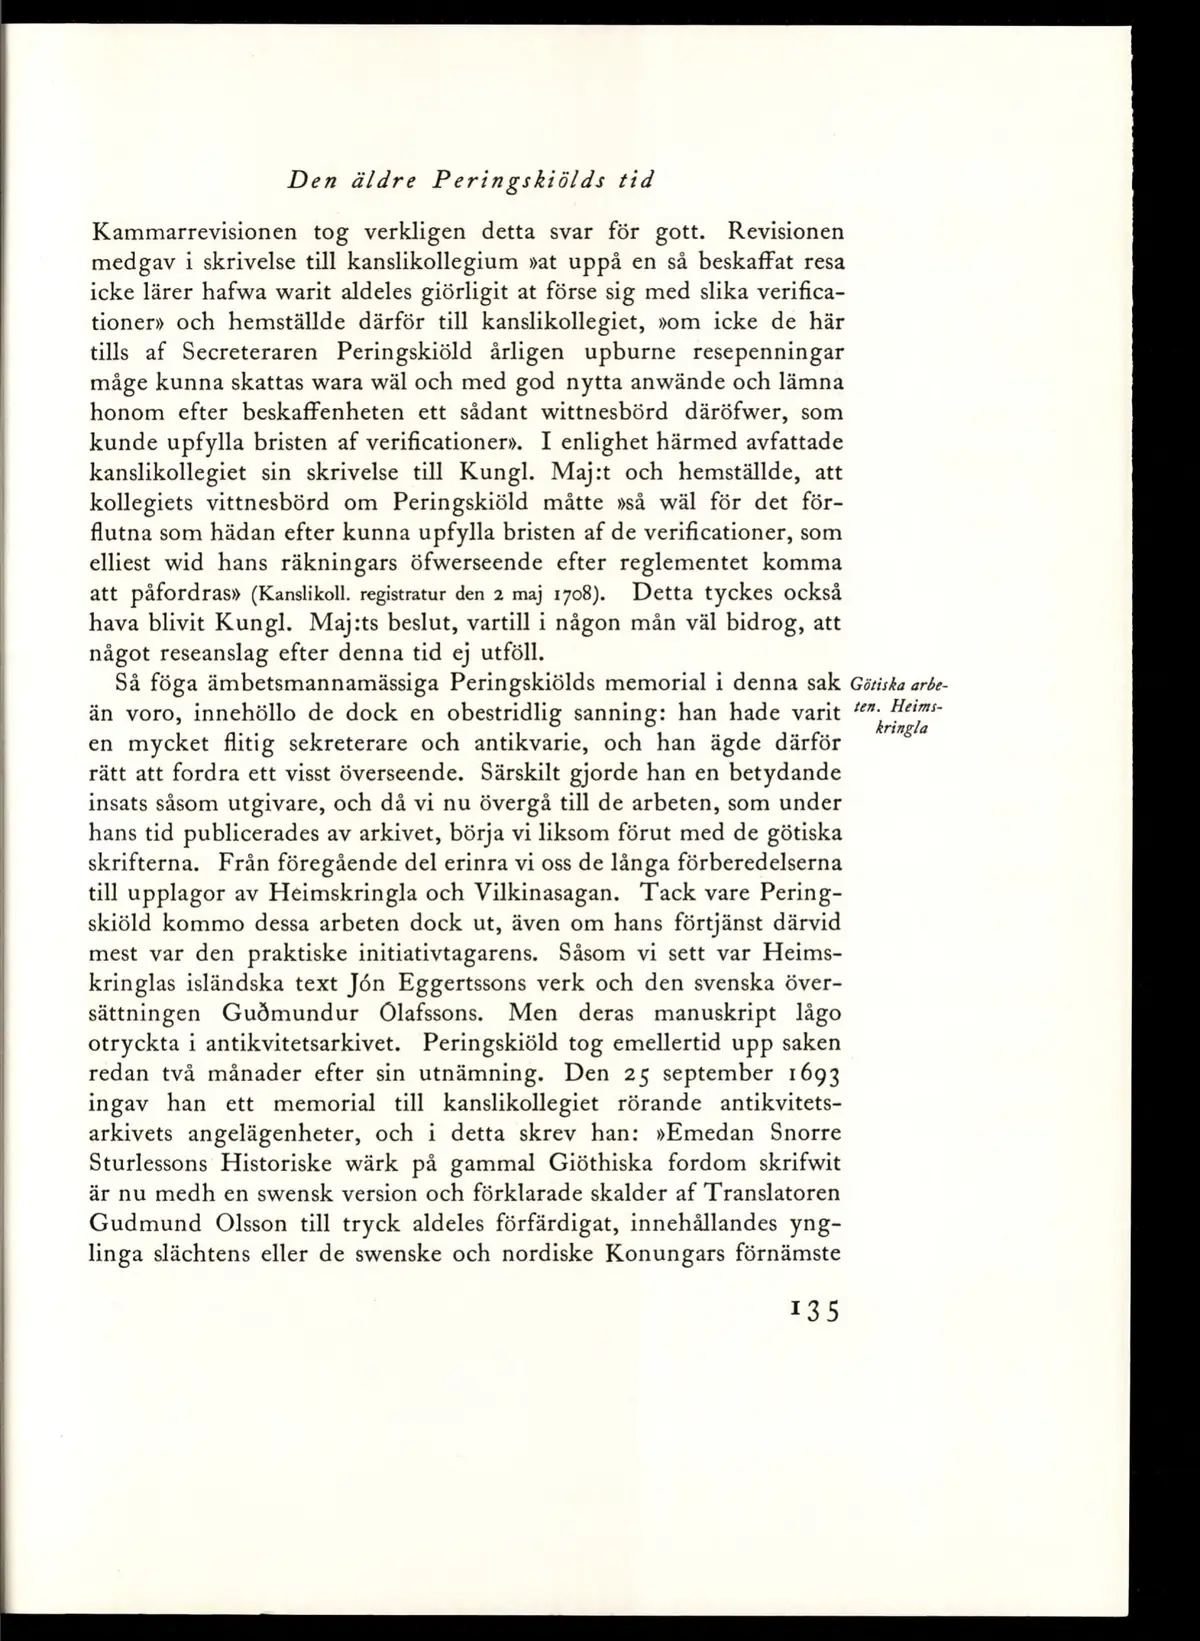 Den äldre Peringskiölds tid
Kammarrevisionen tog verkligen detta svar för gott. Revisionen
medgav i skrivelse till kanslikollegium »at uppå en så beskaffat resa
icke lärer hafwa warit aldeles giörligit at förse sig med slika verifica-
tioner» och hemställde därför till kanslikollegiet, »om icke de här
tills af Secreteraren Peringskiöld årligen upburne resepenningar
måge kunna skattas wara wäl och med god nytta anwände och lämna
honom efter beskaffenheten ett sådant wittnesbörd däröfwer, som
kunde upfylla bristen af verificationer». I enlighet härmed avfattade
kanslikollegiet sin skrivelse till Kungl. Maj:t och hemställde, att
kollegiets vittnesbörd om Peringskiöld måtte »så wäl för det för-
flutna som hädan efter kunna upfylla bristen af de verificationer, som
elliest wid hans räkningars öfwerseende efter reglementet komma
att påfordras» (Kanslikoll. registratur den 2 maj 1708). Detta tyckes också
hava blivit Kungl. Maj:ts beslut, vartill i någon mån väl bidrog, att
något reseanslag efter denna tid ej utföll.
Så föga ämbetsmannamässiga Peringskiölds memorial i denna sak
än voro, innehöllo de dock en obestridlig sanning: han hade varit
en mycket flitig sekreterare och antikvarie, och han ägde därför
rätt att fordra ett visst överseende. Särskilt gjorde han en betydande
insats såsom utgivare, och då vi nu övergå till de arbeten, som under
hans tid publicerades av arkivet, börja vi liksom förut med de götiska
skrifterna. Från föregående del erinra vi oss de långa förberedelserna
till upplagor av Heimskringla och Vilkinasagan. Tack vare Pering-
skiöld kommo dessa arbeten dock ut, även om hans förtjänst därvid
mest var den praktiske initiativtagarens. Såsom vi sett var Heims-
kringlas isländska text Jón Eggertssons verk och den svenska över-
sättningen Guðmundur Ólafssons. Men deras manuskript lågo
otryckta i antikvitetsarkivet. Peringskiöld tog emellertid upp saken
redan två månader efter sin utnämning. Den 25 september 1693
ingav han ett memorial till kanslikollegiet rörande antikvitets-
arkivets angelägenheter, och i detta skrev han: »Emedan Snorre
Sturlessons Historiske wärk på gammal Giöthiska fordom skrifwit
är nu medh en swensk version och förklarade skalder af Translatoren
Gudmund Olsson till tryck aldeles förfärdigat, innehållandes yng-
linga slächtens eller de swenske och nordiske Konungars förnämste
Götiska arbe-
ten. Heims-
kringla
135